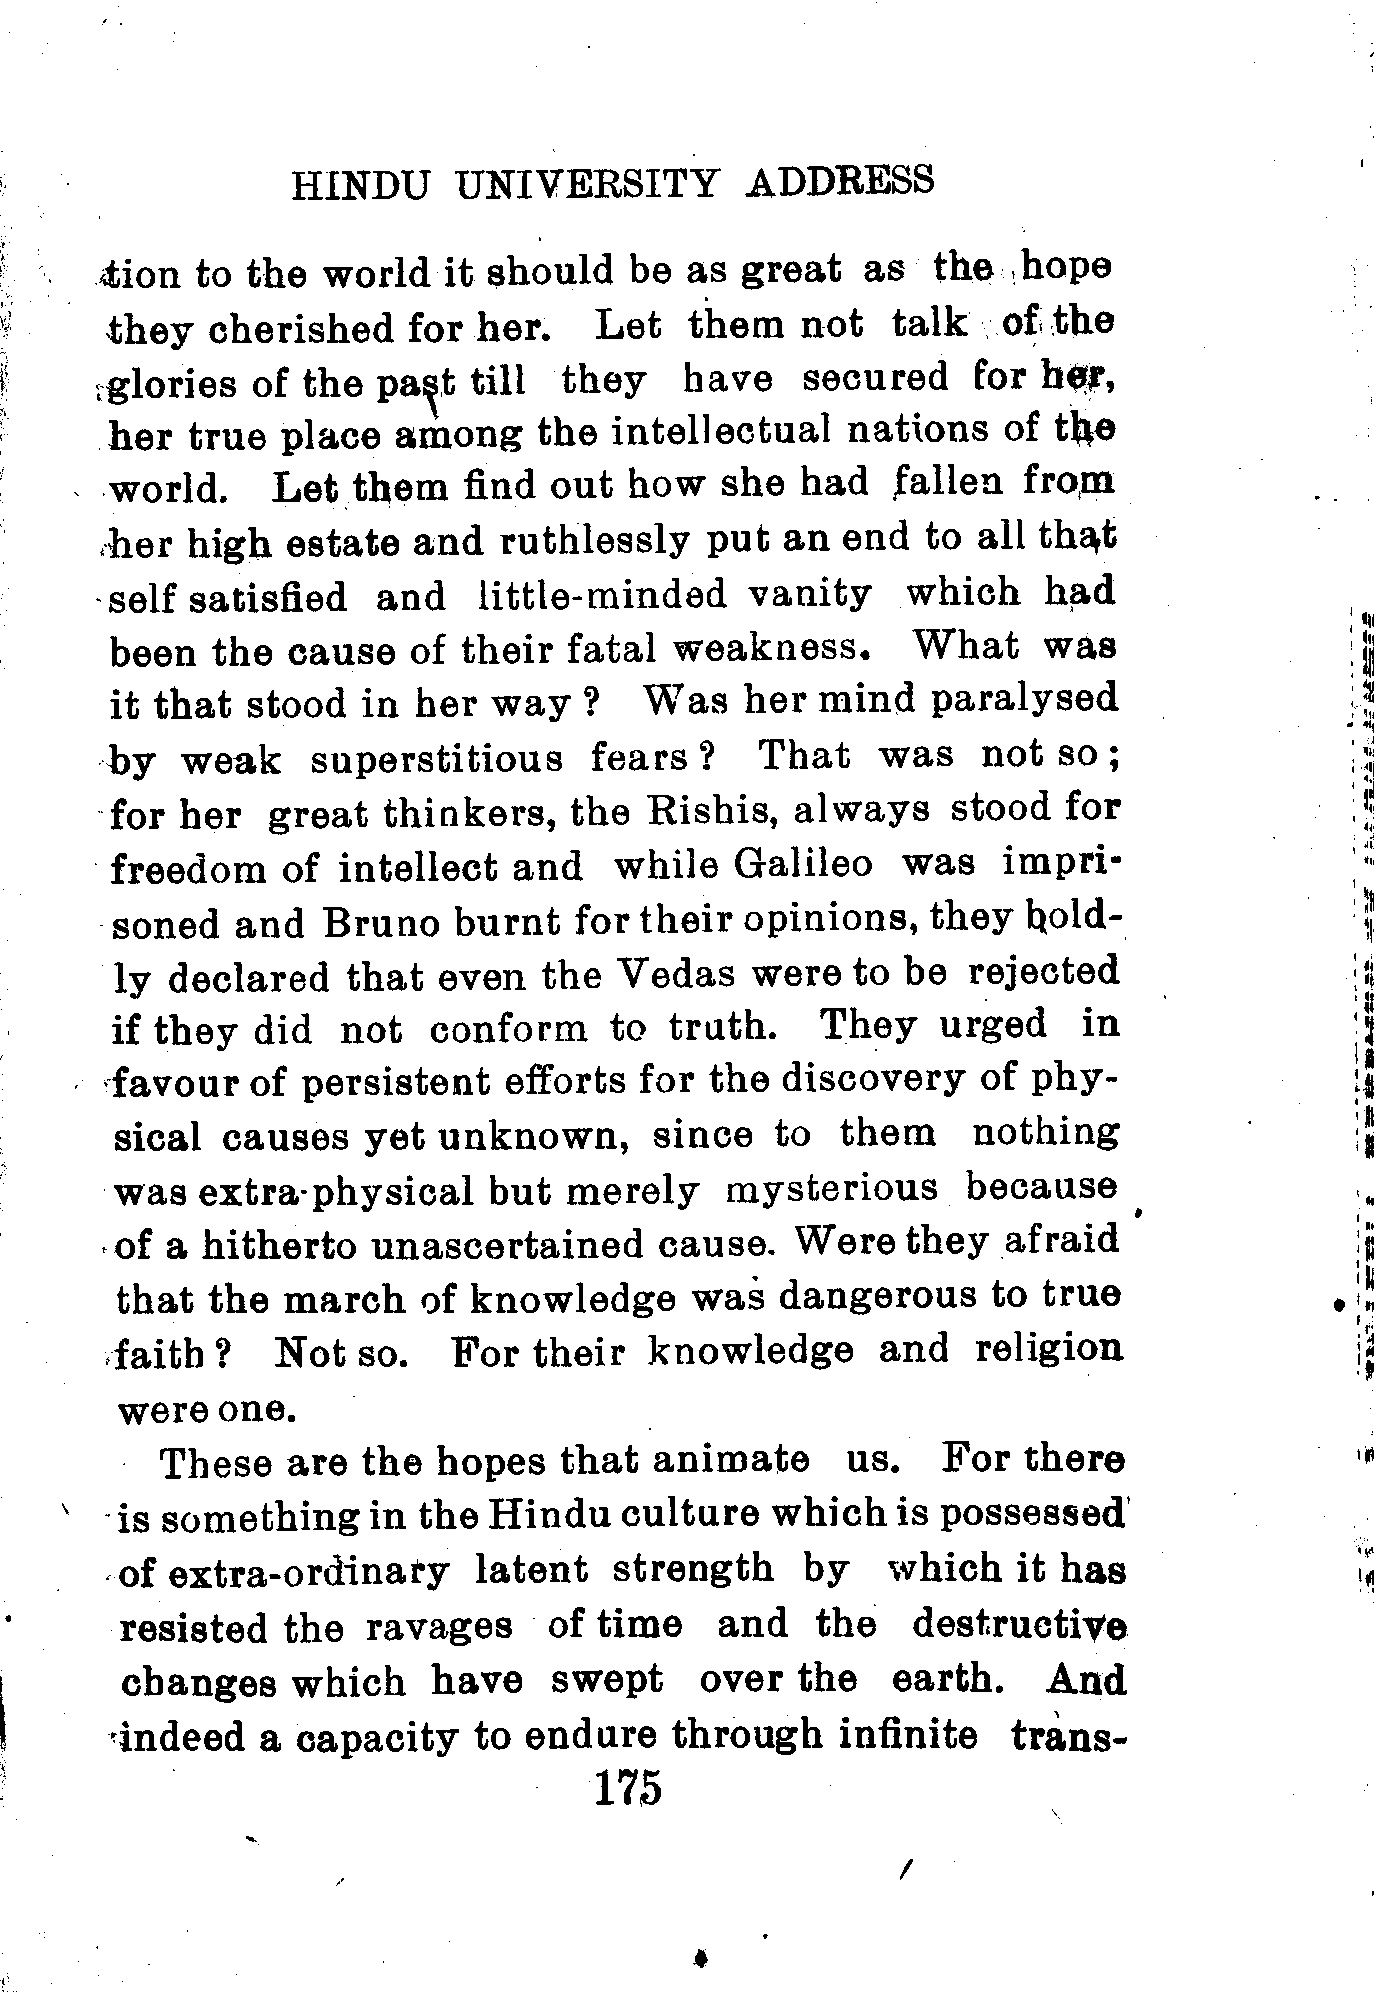 HINDU UNIVERSITY ADDRESS
tion to the world it should be as great as the hope
they cherished for her. Let them not talk of the
glories of the past till they have secured for her,
her true place among the intellectual nations of the
world. Let them find out how she had fallen from
her high estate and ruthlessly put an end to all that
self satisfied and little-minded vanity which had
been the cause of their fatal weakness. What was
it that stood in her way ? Was her mind paralysed
by weak superstitious fears ? That was not so ;
for her great thinkers, the Rishis, always stood for
freedom of intellect and while Galileo was impri-
soned and Bruno burnt for their opinions, they bold-
ly declared that even the Vedas were to be rejected
if they did not conform to truth. They urged in
favour of persistent efforts for the discovery of phy-
sical causes yet unknown, since to them nothing
was extra-physical but merely mysterious because
of a hitherto unascertained cause. Were they afraid
that the march of knowledge was dangerous to true
faith ? Not so. For their knowledge and religion
were one.
These are the hopes that animate us. For there
is something in the Hindu culture which is possessed
of extra-ordinary latent strength by which it has
resisted the ravages of time and the destructive
changes which have swept over the earth. And
indeed a capacity to endure through infinite trans-
175